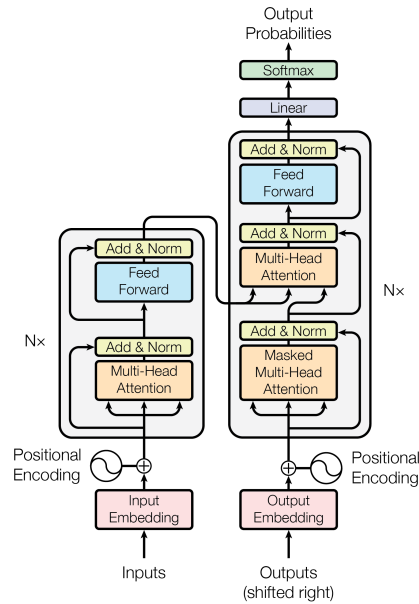 Output
Probabilities
Softmax
Linear
Add & Norm
Feed
Forward
Add & Norm
Multi-Head
Attention
Nx
Add & Norm
Masked
Multi-Head
Attention
Add & Norm
Feed
Forward
N×
Add & Norm
Multi-Head
Attention
Positional
Encoding
Positional
Encoding
Input
Embedding
Output
Embedding
Inputs
Outputs
(shifted right)